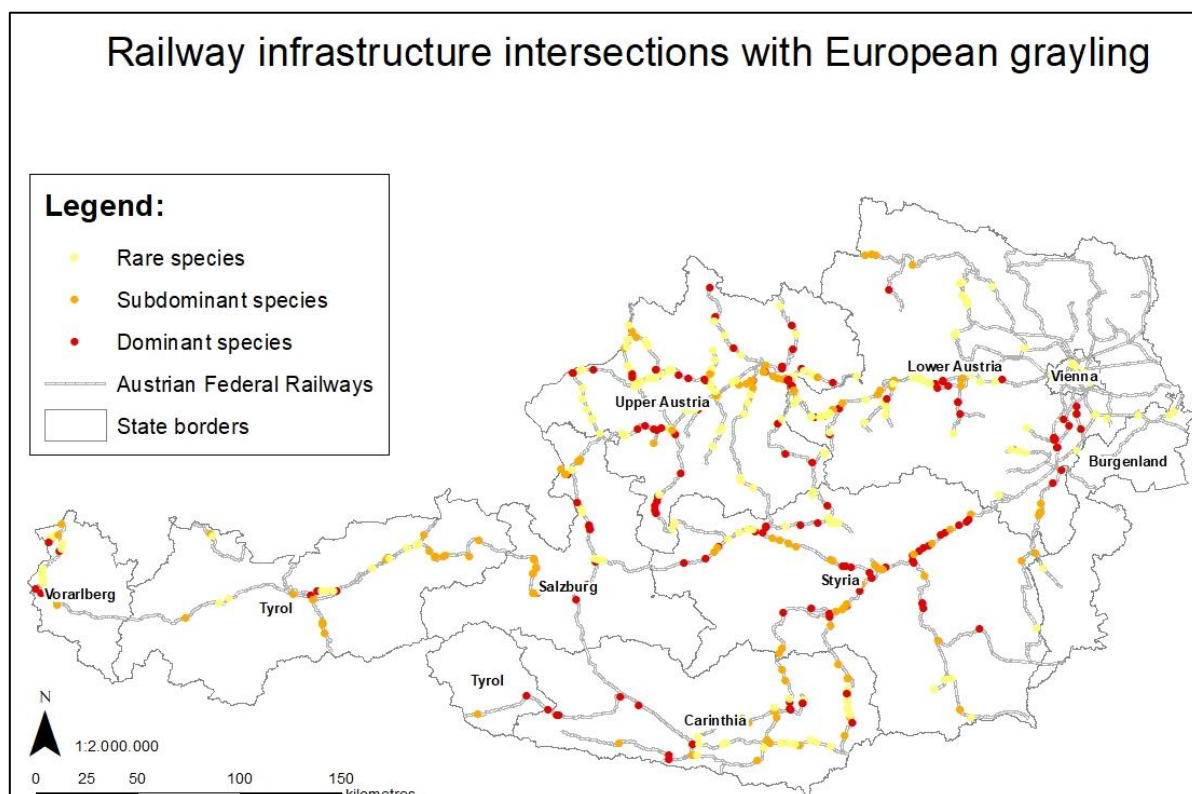 Railway infrastructure intersections with European grayling
Legend:
Rare species
Subdominant species
Dominant species
Austrian Federal Railways
State borders
Lower Austria
Vienna
Upper Austria
Burgenland
Vorarlberg
Tyrol
Salzburg
Styria
Tyrol
Carinthia
N
1:2.000.000
0 25 50 100 150
kilometres